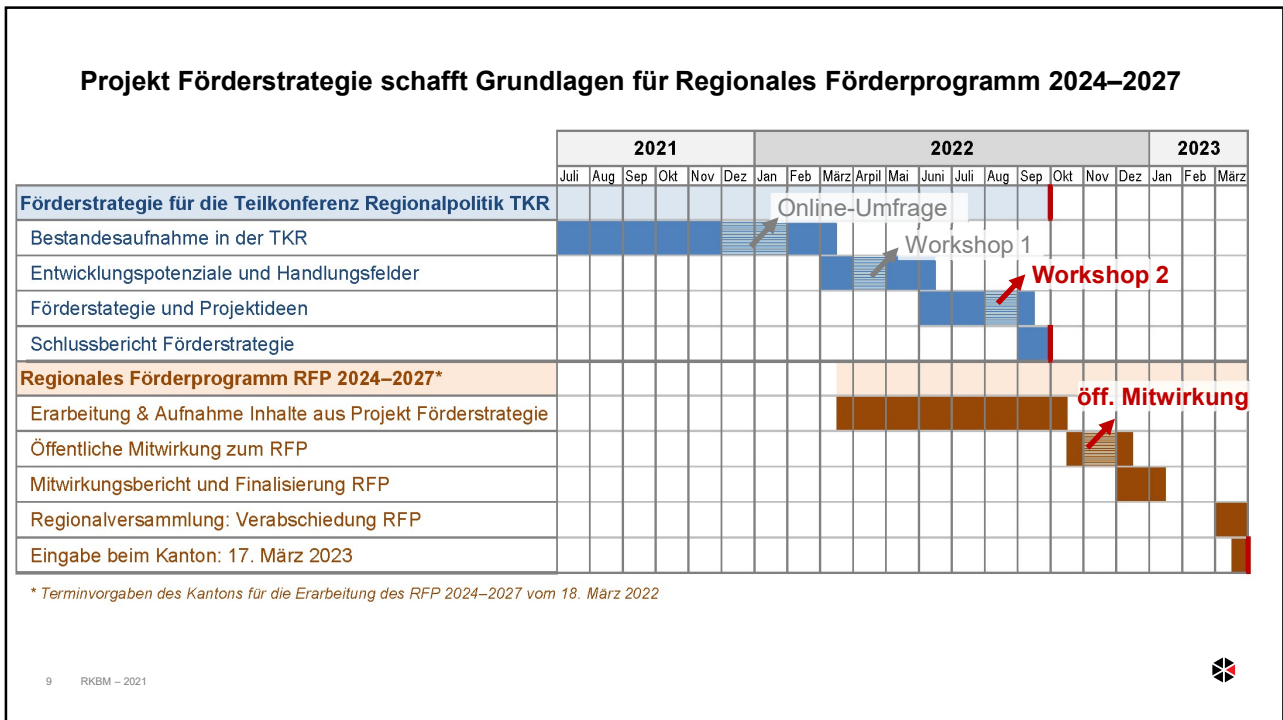 Projekt Förderstrategie schafft Grundlagen für Regionales Förderprogramm 2024–2027
2021 2022 2023
Juli Aug Sep Okt Nov Dez Jan Feb März Arpil Mai Juni Juli Aug Sep Okt Nov Dez Jan Feb März
Förderstrategie für die Teilkonferenz Regionalpolitik TKR
Online-Umfrage
Bestandesaufnahme in der TKR
Workshop 1
Entwicklungspotenziale und Handlungsfelder
Workshop 2
Förderstategie und Projektideen
Schlussbericht Förderstrategie
Regionales Förderprogramm RFP 2024–2027*
öff. Mitwirkung
Erarbeitung & Aufnahme Inhalte aus Projekt Förderstrategie
Öffentliche Mitwirkung zum RFP
Mitwirkungsbericht und Finalisierung RFP
Regionalversammlung: Verabschiedung RFP
Eingabe beim Kanton: 17. März 2023
* Terminvorgaben des Kantons für die Erarbeitung des RFP 2024–2027 vom 18. März 2022
9 RKBM – 2021